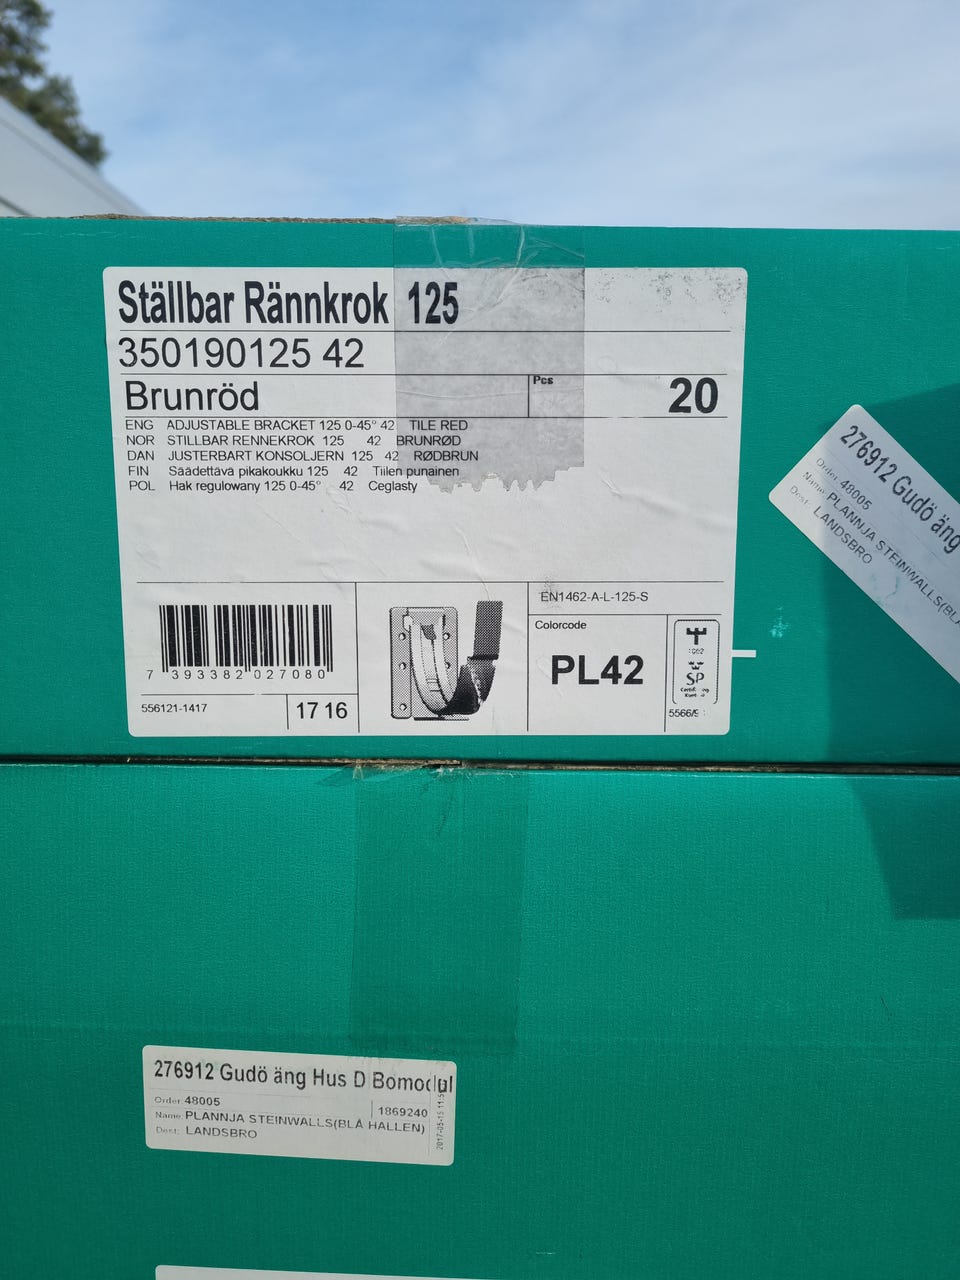 Ställbar Rännkrok 125
350190125 42
Brunröd
Pcs
20
ENG ADJUSTABLE BRACKET 125 0-45° 42 TILE RED
NOR STILLBAR RENNEKROK 125 42 BRUNRØD
DAN JUSTERBART KONSOLJERN 125 42 RØDBRUN
FIN Säädettävä pikakoukku 125 42 Tiilen punainen
POL Hak regulowany 125 0-45° 42 Ceglasty
EN1462-A-L-125-S
Colorcode
PL42
SP
7 393382 027080
556121-1417
17 16
276912 Gudö äng
Order 48005
Name: PLANNJA STEINWALLS(BLÅ
Dest: LANDSBRO
276912 Gudö äng Hus D Bomodul
Order 48005
1869240
Name PLANNJA STEINWALLS(BLÅ HALLEN)
Dest: LANDSBRO